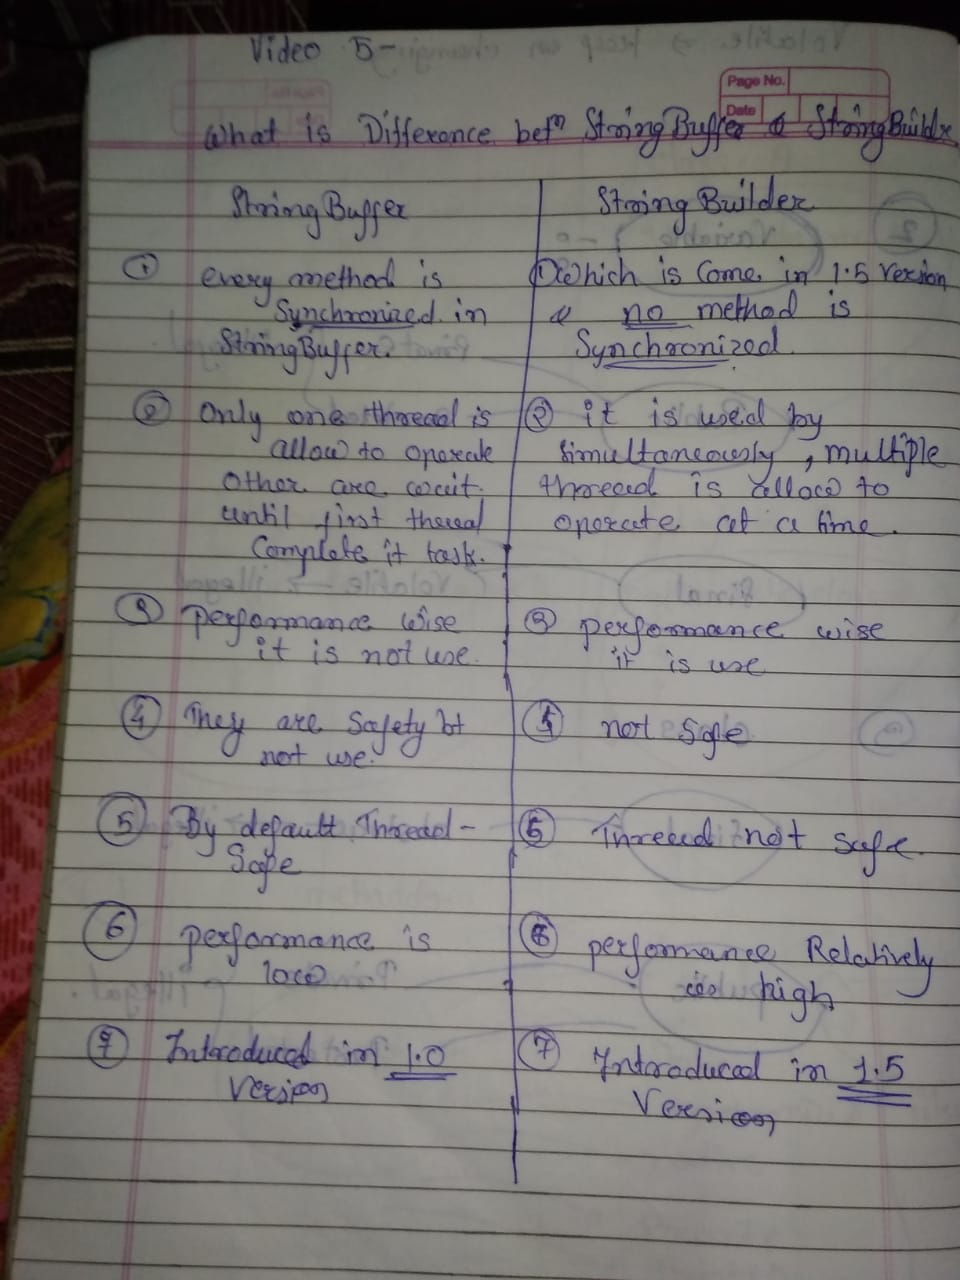 Video 5-
Page No.
Date
What is Difference betn StringBuffer & StringBuilder
StringBuffer
① every method is
Synchronized in
StringBuffer.
② Only one thread is
allow to operate
Other are wait
until first theread
Complete it task.
③ performance wise
it is not use.
④ They are Safety bt
not use.
⑤ By default Thread-
Safe
⑥ performance is
low
⑦ Introduced in 1.0
Version
StringBuilder
① Which is Come in 1.5 Version
& no method is
Synchronized
② it is used by
simultaneously, multiple
thread is allow to
operate at a time.
③ performance wise
it is use
④ not Safe
⑤ Thread not safe.
⑥ performance Relatively
high
⑦ Introduced in 1.5
Version